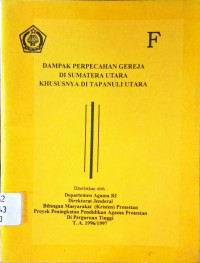 F
DAMPAK PERPECAHAN GEREJA
DI SUMATERA UTARA
KHUSUSNYA DI TAPANULI UTARA
Diterbitkan oleh
Departemen Agama RI
Direktorat Jenderal
Bibingan Masyarakat (Kristen) Protestan
Proyek Peningkatan Pendidikan Agama Protestan
Di Perguruan Tinggi
T. A. 1996/1997